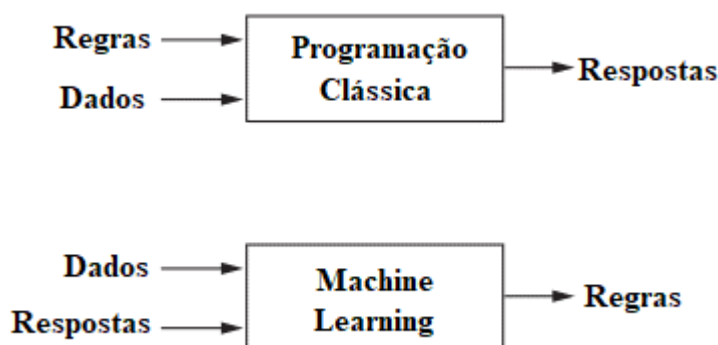 Regras
Programação
Clássica
Dados
Respostas
Dados
Machine
Learning
Respostas
Regras